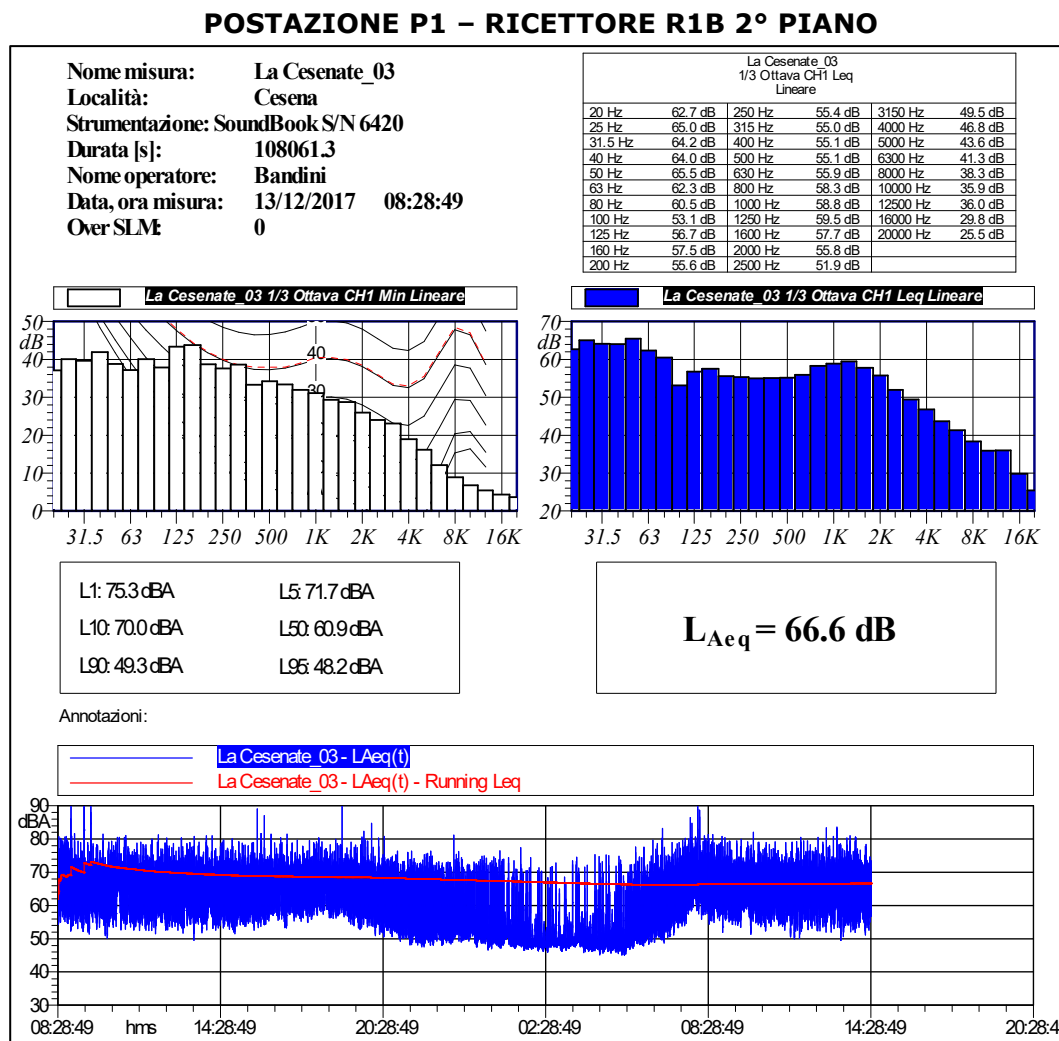 POSTAZIONE P1 – RICETTORE R1B 2° PIANO
Nome misura: La Cesenate_03
Località: Cesena
Strumentazione: SoundBook S/N 6420
Durata [s]: 108061.3
Nome operatore: Bandini
Data, ora misura: 13/12/2017 08:28:49
Over SLM: 0
La Cesenate_03
1/3 Ottava CH1 Leq
Lineare
20 Hz 62.7 dB 250 Hz 55.4 dB 3150 Hz 49.5 dB
25 Hz 65.0 dB 315 Hz 55.0 dB 4000 Hz 46.8 dB
31.5 Hz 64.2 dB 400 Hz 55.1 dB 5000 Hz 43.6 dB
40 Hz 64.0 dB 500 Hz 55.1 dB 6300 Hz 41.3 dB
50 Hz 65.5 dB 630 Hz 55.9 dB 8000 Hz 38.3 dB
63 Hz 62.3 dB 800 Hz 58.3 dB 10000 Hz 35.9 dB
80 Hz 60.5 dB 1000 Hz 58.8 dB 12500 Hz 36.0 dB
100 Hz 53.1 dB 1250 Hz 59.5 dB 16000 Hz 29.8 dB
125 Hz 56.7 dB 1600 Hz 57.7 dB 20000 Hz 25.5 dB
160 Hz 57.5 dB 2000 Hz 55.8 dB
200 Hz 55.6 dB 2500 Hz 51.9 dB
La Cesenate_03 1/3 Ottava CH1 Min Lineare
50
dB
40
30
20
10
0
40
30
31.5 63 125 250 500 1K 2K 4K 8K 16K
La Cesenate_03 1/3 Ottava CH1 Leq Lineare
70
dB
60
50
40
30
20
31.5 63 125 250 500 1K 2K 4K 8K 16K
L1: 75.3 dBA L5: 71.7 dBA
L10: 70.0 dBA L50: 60.9 dBA
L90: 49.3 dBA L95: 48.2 dBA
LAeq = 66.6 dB
Annotazioni:
La Cesenate_03 - LAeq(t)
La Cesenate_03 - LAeq(t) - Running Leq
90
dBA
80
70
60
50
40
30
08:28:49 hms 14:28:49 20:28:49 02:28:49 08:28:49 14:28:49 20:28:4